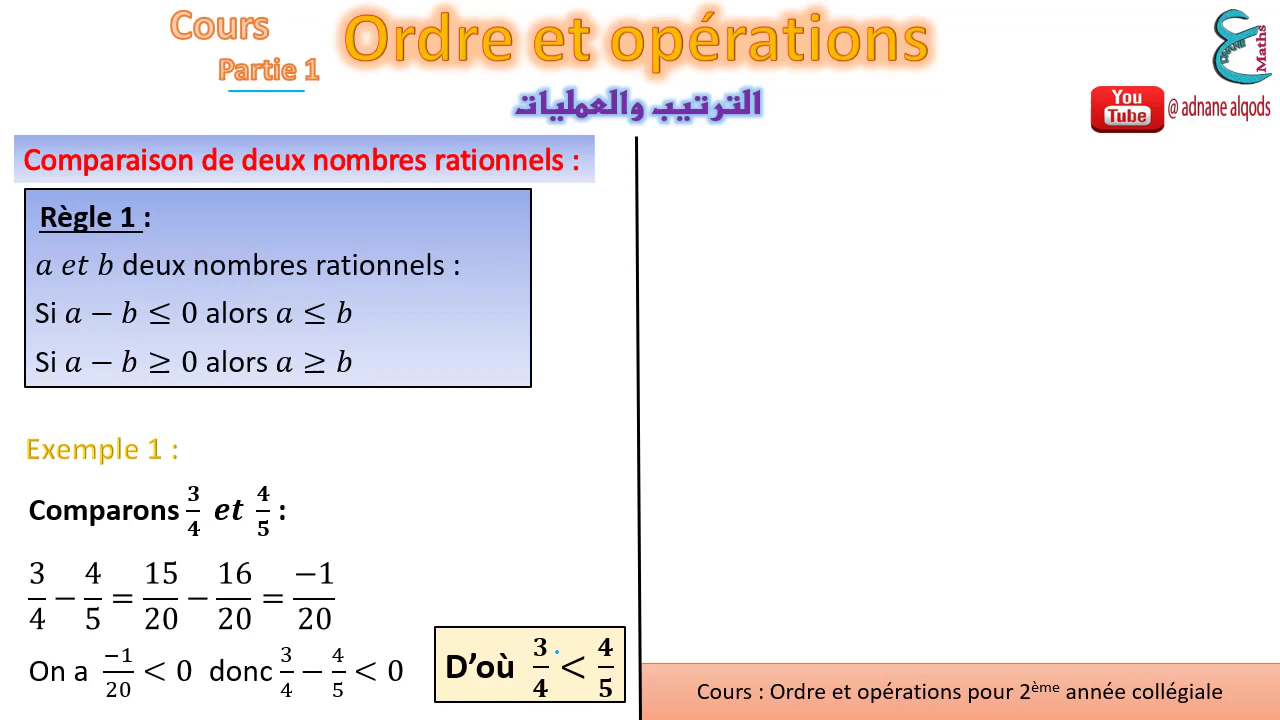 Cours
Partie 1
Ordre et opérations
الترتيب والعمليات
ع
DNANE
Maths
You
Tube
@ adnane alqods
Comparaison de deux nombres rationnels :
Règle 1 :
a et b deux nombres rationnels :
Si a − b ≤ 0 alors a ≤ b
Si a − b ≥ 0 alors a ≥ b
Exemple 1 :
Comparons 3/4 et 4/5 :
3/4 − 4/5 = 15/20 − 16/20 = −1/20
On a −1/20 < 0 donc 3/4 − 4/5 < 0
D’où 3/4 < 4/5
Cours : Ordre et opérations pour 2ème année collégiale